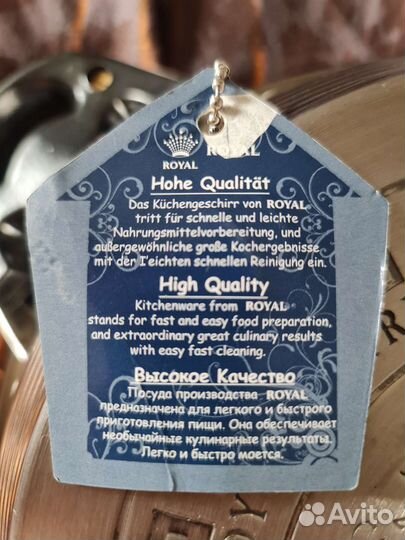 ROYAL
ROYAL
Hohe Qualität
Das Küchengeschirr von ROYAL
tritt für schnelle und leichte
Nahrungsmittelvorbereitung, und
außergewöhnliche große Kochergebnisse,
mit der I'eichten schnellen Reinigung ein.
High Quality
Kitchenware from ROYAL
stands for fast and easy food preparation,
and extraordinary great culinary results
with easy fast cleaning.
Высокое Качество
Посуда производства ROYAL
предназначена для легкого и быстрого
приготовления пищи. Она обеспечивает
необычайные кулинарные результаты.
Легко и быстро моется.
Avito